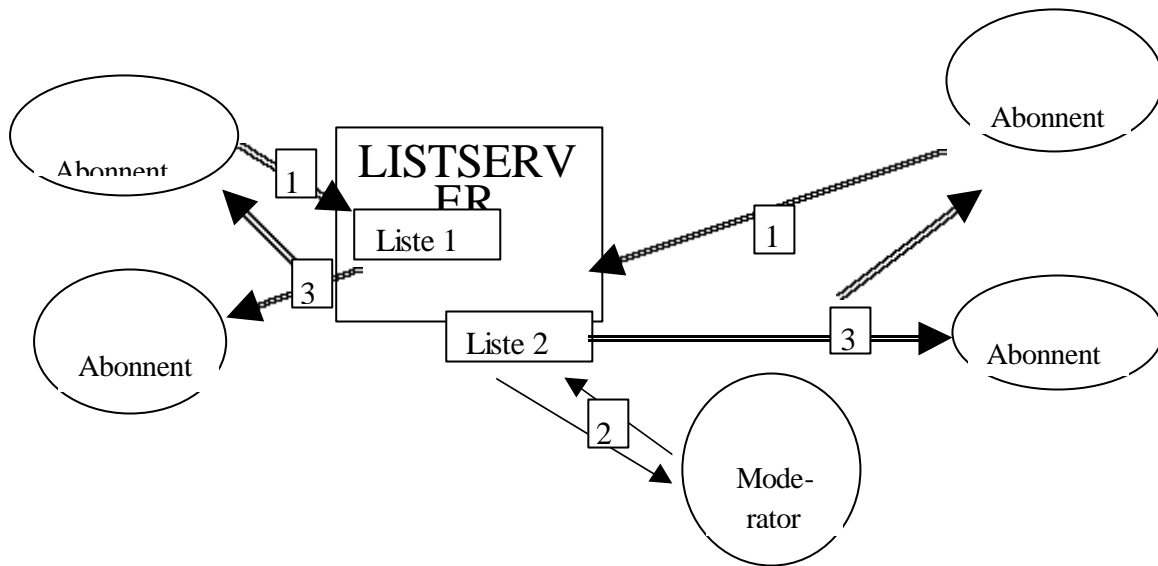 Abonnent
Abonnent
1
LISTSERV
ER
Liste 1
1
3
Abonnent
Liste 2
3
Abonnent
2
Mode-
rator